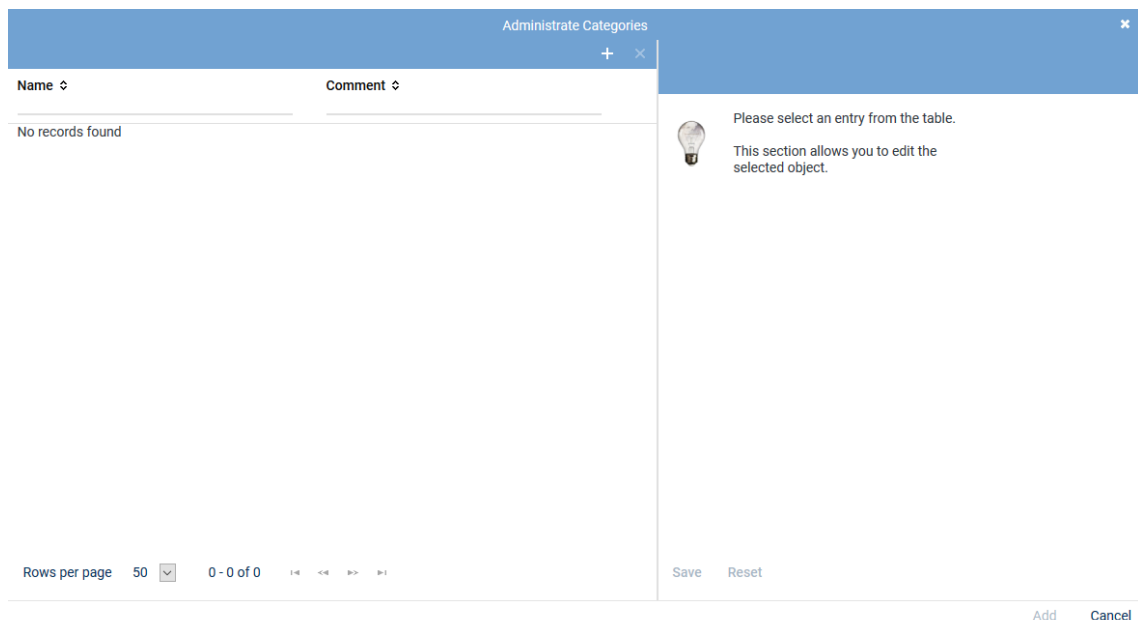 Administrate Categories
Name
Comment
No records found
Please select an entry from the table.
This section allows you to edit the
selected object.
Rows per page 50 0 - 0 of 0
Save Reset
Add Cancel